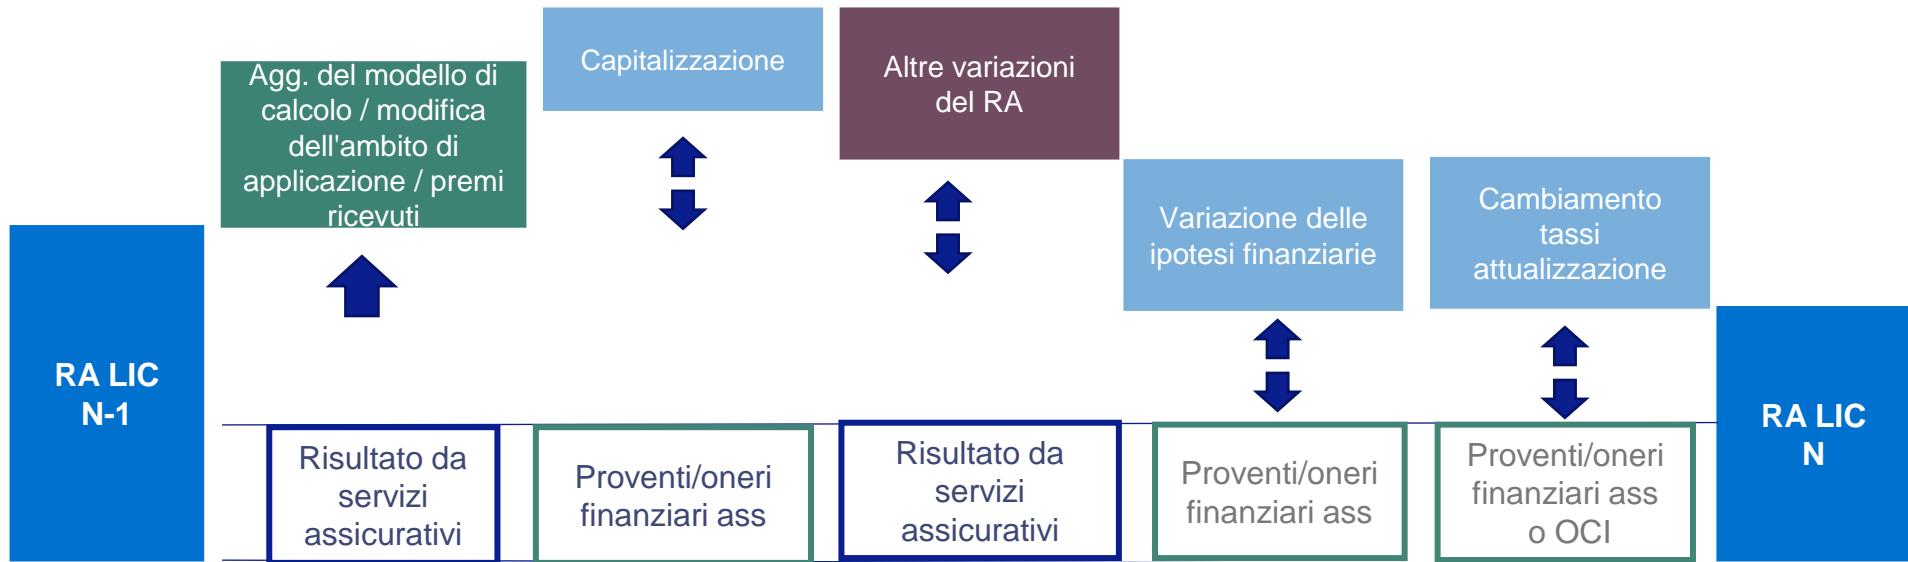 RA LIC
N-1
Agg. del modello di
calcolo / modifica
dell'ambito di
applicazione / premi
ricevuti
Capitalizzazione
Altre variazioni
del RA
Variazione delle
ipotesi finanziarie
Cambiamento
tassi
attualizzazione
Risultato da
servizi
assicurativi
Proventi/oneri
finanziari ass
Risultato da
servizi
assicurativi
Proventi/oneri
finanziari ass
Proventi/oneri
finanziari ass
o OCI
RA LIC
N